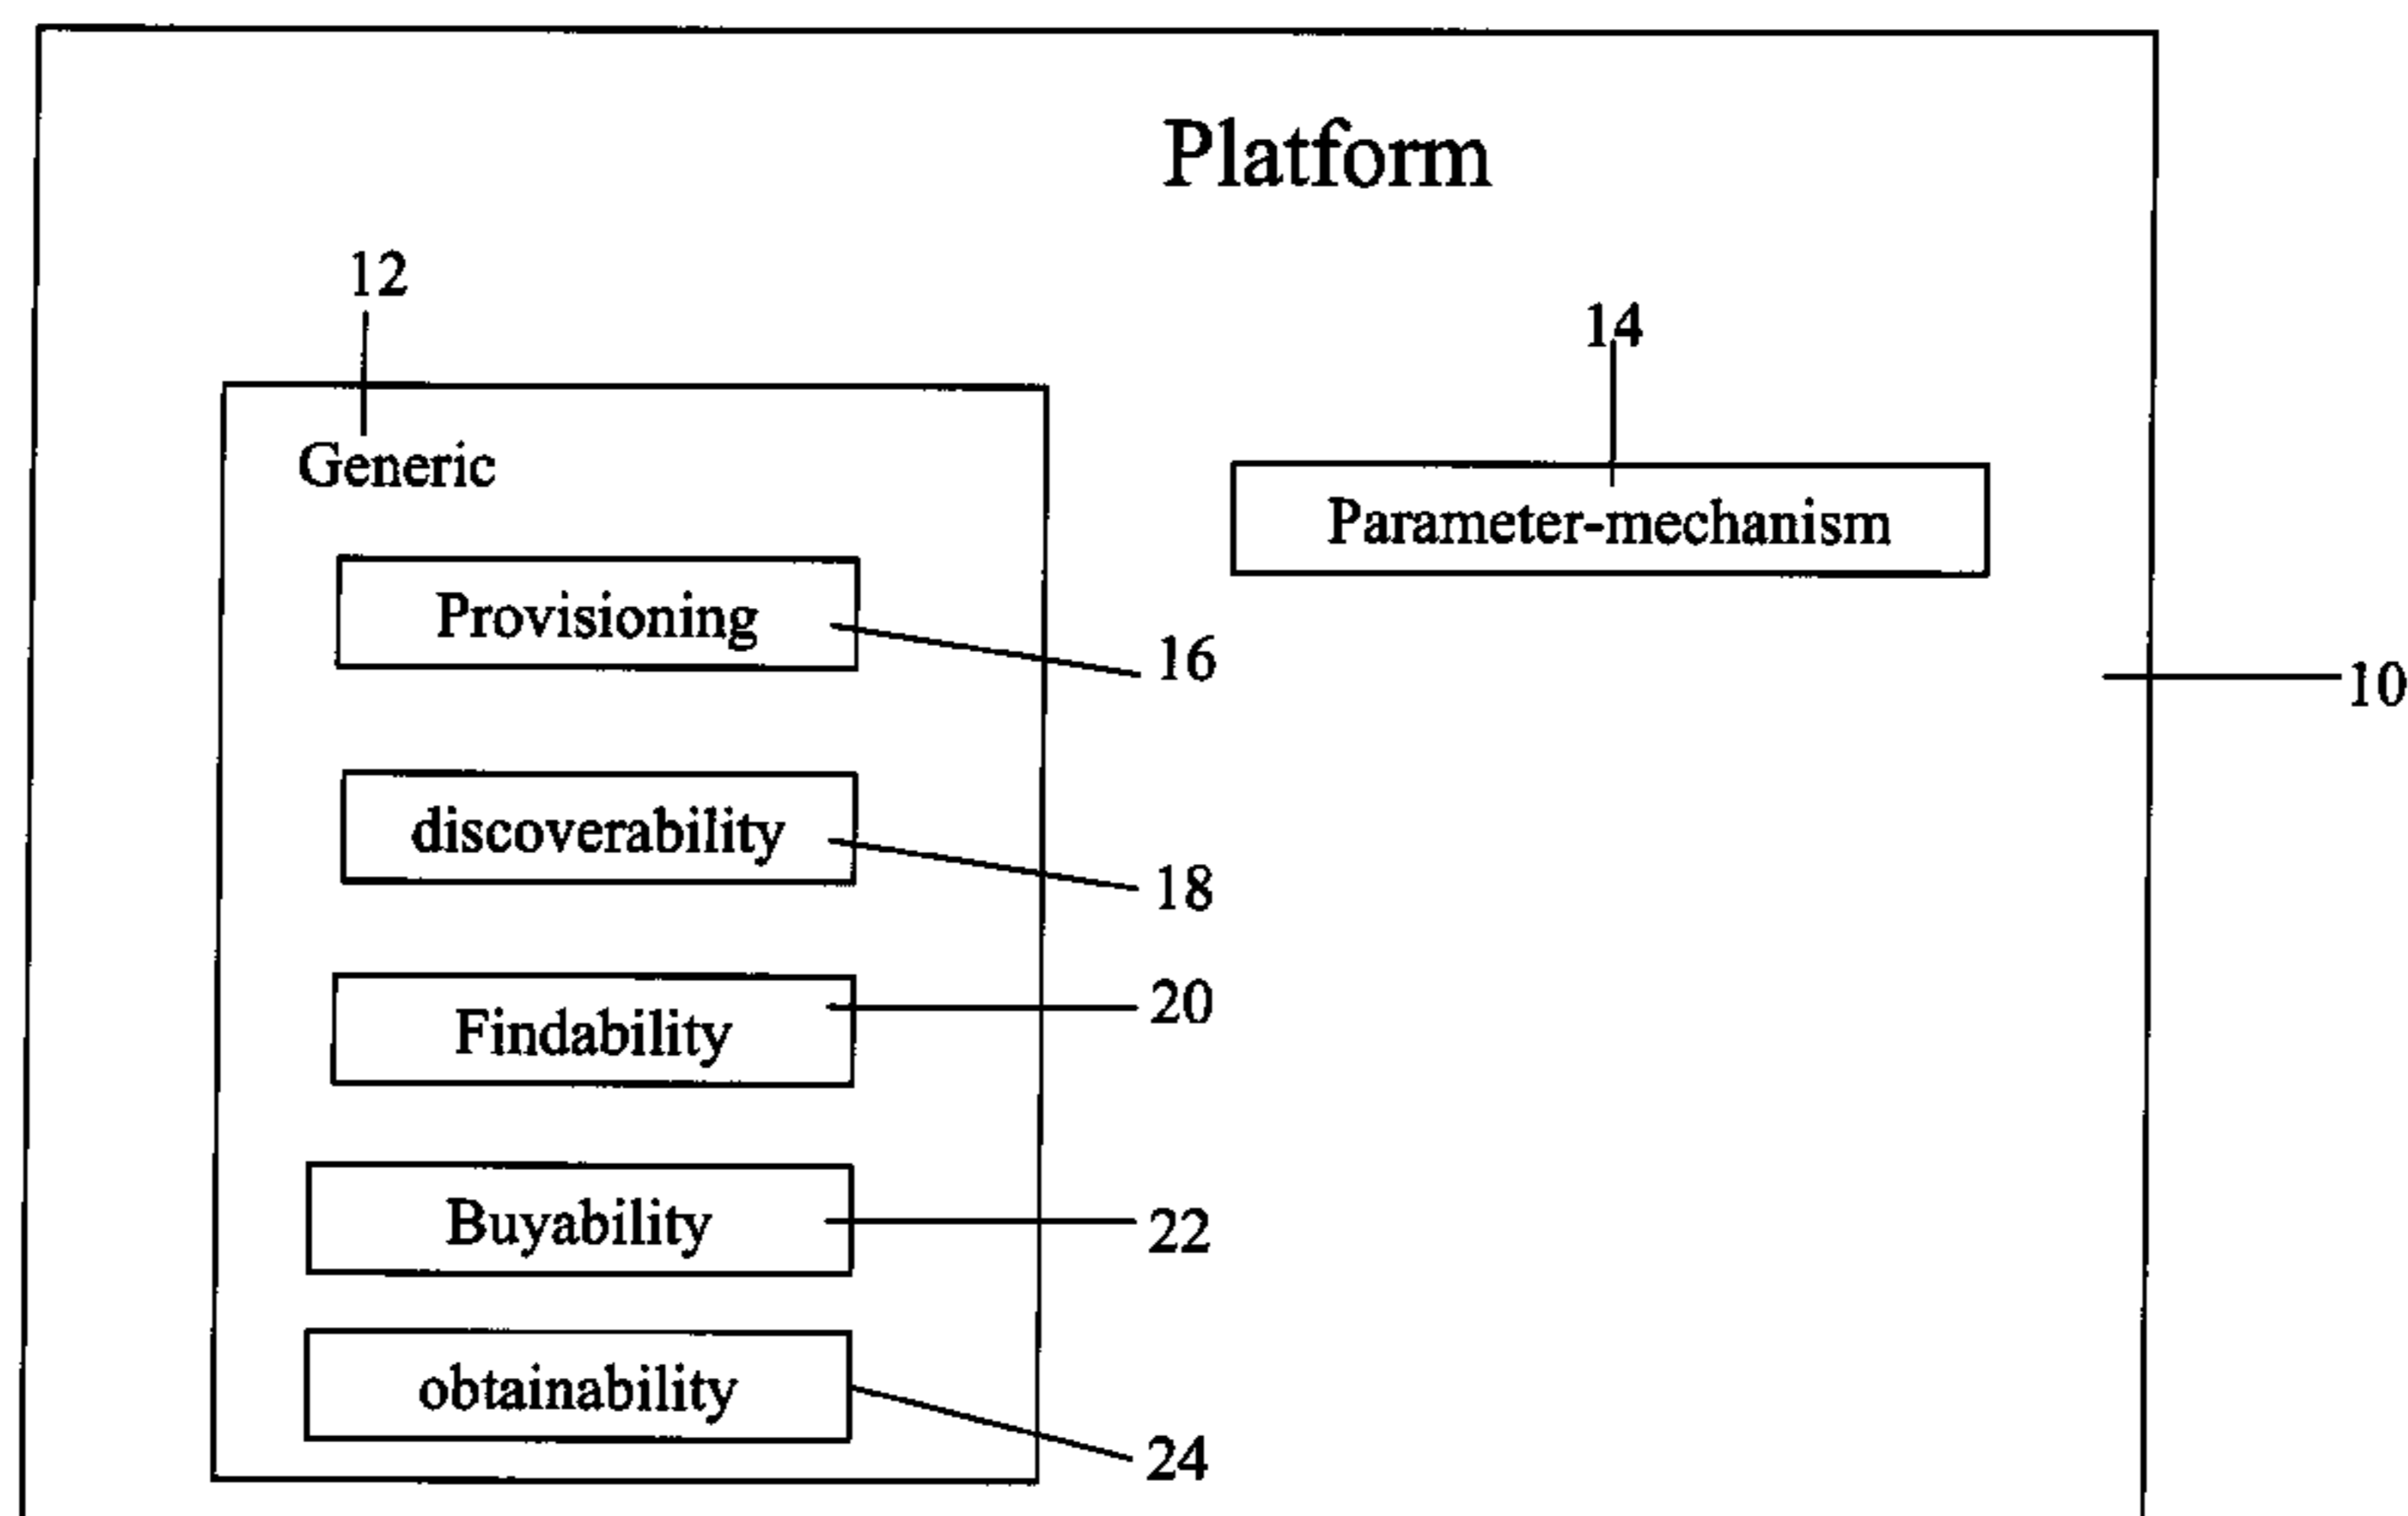 Platform
12
14
Generic
Parameter-mechanism
Provisioning
16
10
discoverability
18
Findability
20
Buyability
22
obtainability
24